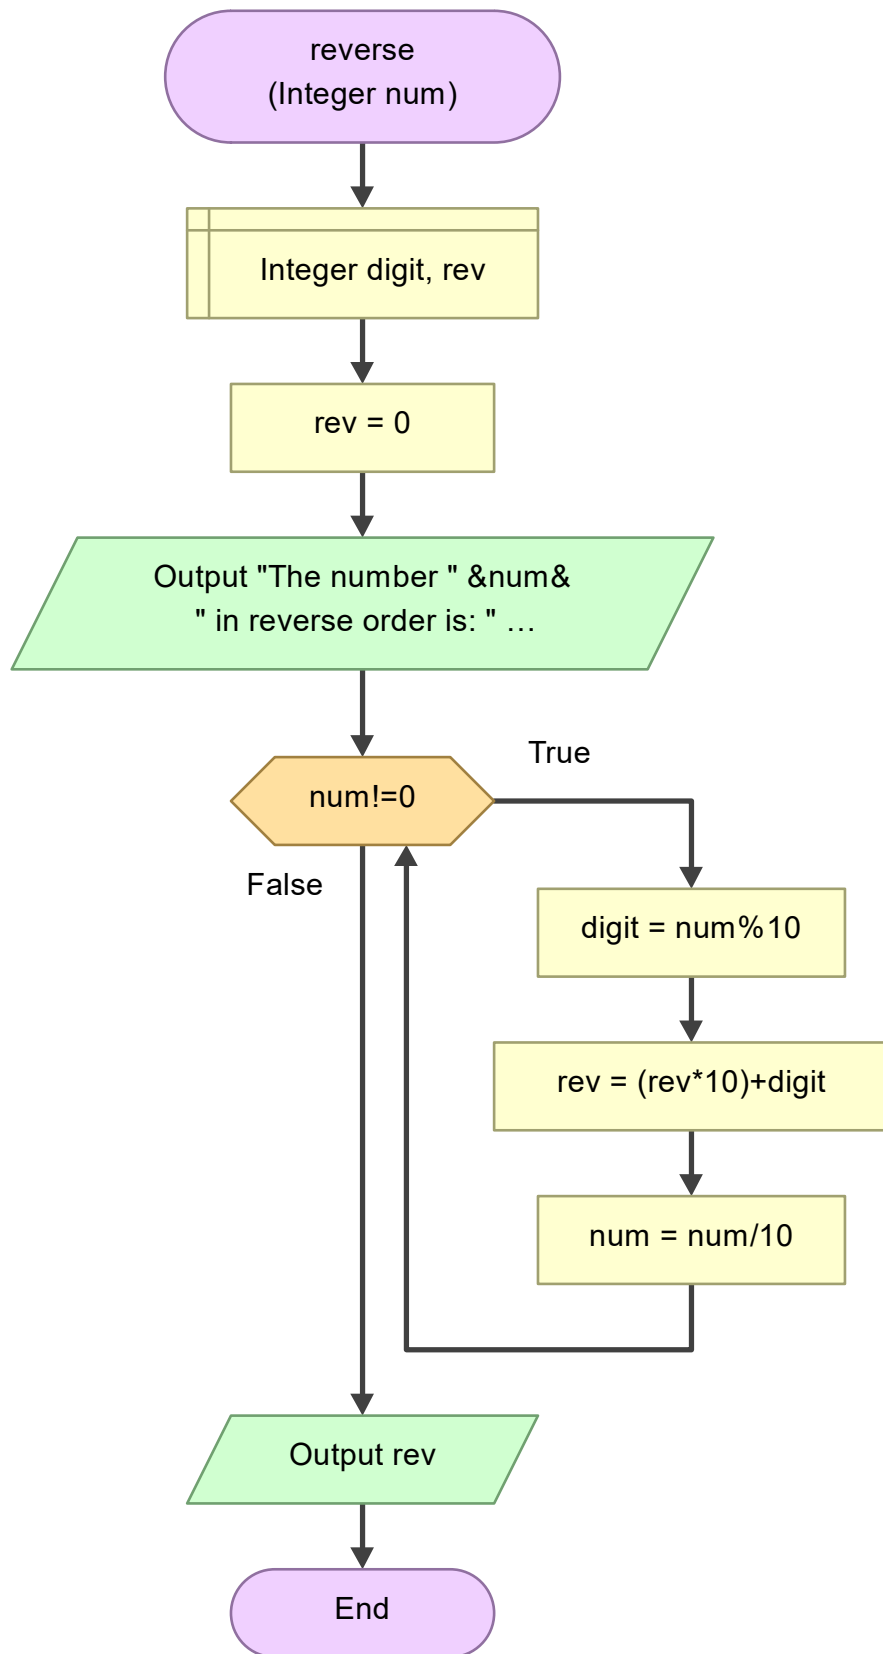 reverse
(Integer num)
Integer digit, rev
rev = 0
Output "The number " &num&
" in reverse order is: " …
num!=0
True
False
digit = num%10
rev = (rev*10)+digit
num = num/10
Output rev
End